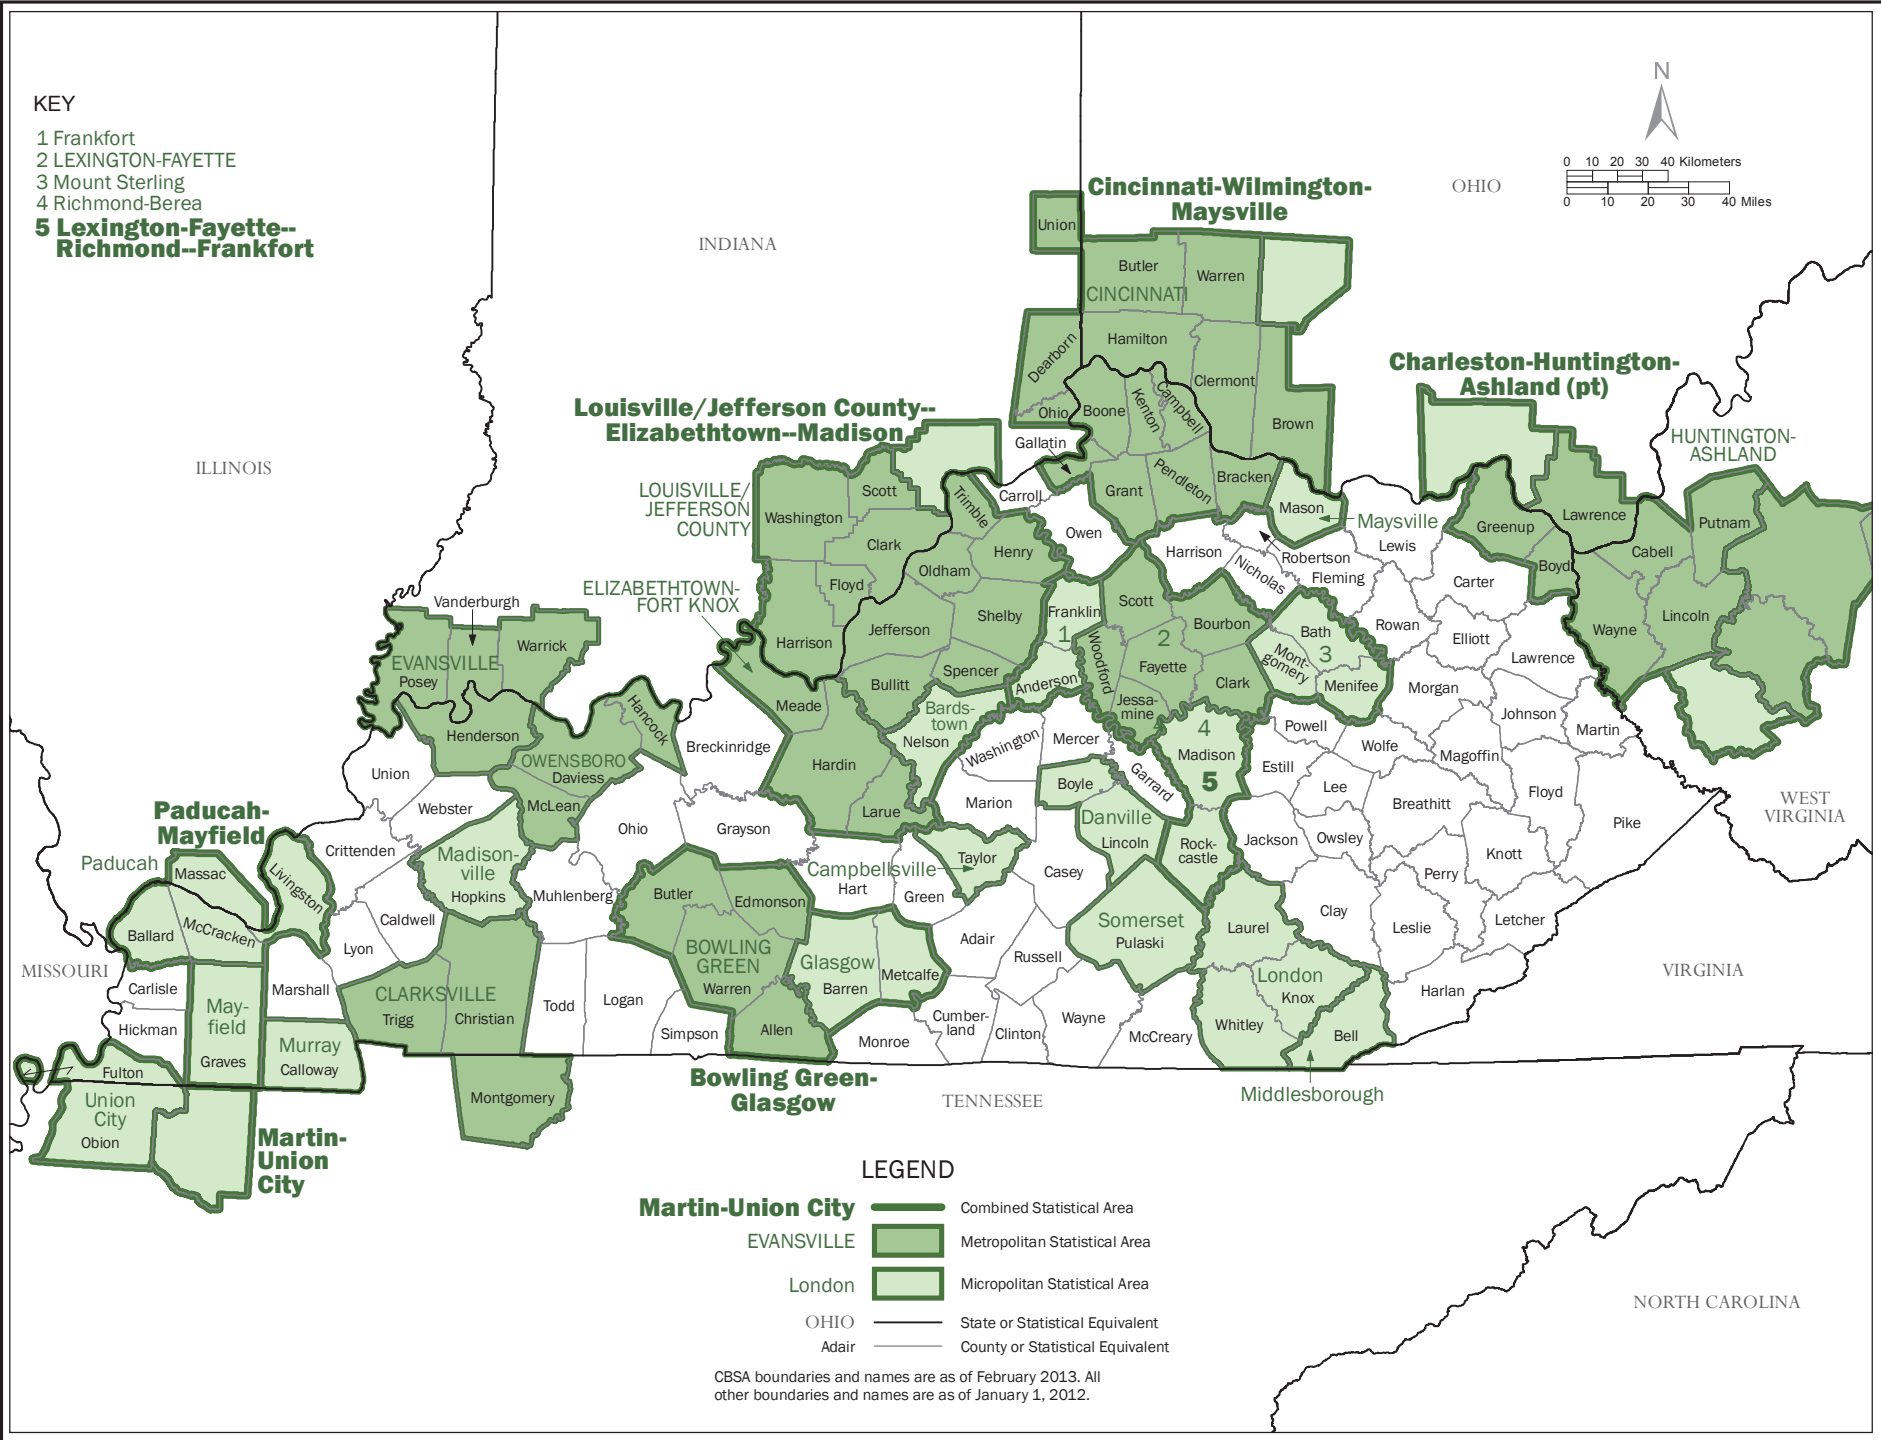 KEY
1 Frankfort
2 LEXINGTON-FAYETTE
3 Mount Sterling
4 Richmond-Berea
5 Lexington-Fayette--
Richmond--Frankfort
N
0 10 20 30 40 Kilometers
0 10 20 30 40 Miles
OHIO
INDIANA
ILLINOIS
MISSOURI
TENNESSEE
WEST
VIRGINIA
VIRGINIA
NORTH CAROLINA
Cincinnati-Wilmington-
Maysville
Union
Butler
Warren
CINCINNATI
Hamilton
Dearborn
Clermont
Ohio
Boone
Kenton
Campbell
Brown
Gallatin
Grant
Pendleton
Bracken
Mason
Maysville
Charleston-Huntington-
Ashland (pt)
HUNTINGTON-
ASHLAND
Greenup
Lawrence
Putnam
Boyd
Cabell
Wayne
Lincoln
Louisville/Jefferson County--
Elizabethtown--Madison
LOUISVILLE/
JEFFERSON
COUNTY
Scott
Washington
Clark
Floyd
Harrison
Trimble
Henry
Oldham
Jefferson
Shelby
Bullitt
Spencer
ELIZABETHTOWN-
FORT KNOX
Meade
Hardin
Larue
Bards-
town
Nelson
Carroll
Owen
Harrison
Robertson
Nicholas
Fleming
Lewis
Carter
Rowan
Elliott
Lawrence
Morgan
Johnson
Martin
Franklin
1
Anderson
Scott
Bourbon
2
Woodford
Fayette
Clark
Jessa-
mine
Bath
3
Mont-
gomery
Menifee
4
Madison
5
Powell
Wolfe
Magoffin
Estill
Lee
Breathitt
Floyd
Pike
Jackson
Owsley
Knott
Perry
Clay
Leslie
Letcher
Harlan
Washington
Mercer
Garrard
Marion
Boyle
Danville
Lincoln
Rock-
castle
Casey
Somerset
Pulaski
Laurel
London
Knox
Whitley
Bell
Middlesborough
Vanderburgh
Warrick
EVANSVILLE
Posey
Henderson
Hancock
OWENSBORO
Daviess
McLean
Breckinridge
Union
Webster
Ohio
Grayson
Crittenden
Madison-
ville
Hopkins
Muhlenberg
Caldwell
Lyon
Campbellsville
Taylor
Hart
Green
Adair
Russell
Butler
Edmonson
BOWLING
GREEN
Warren
Allen
Glasgow
Barren
Metcalfe
Bowling Green-
Glasgow
Simpson
Logan
Todd
Monroe
Cumber-
land
Clinton
Wayne
McCreary
CLARKSVILLE
Trigg
Christian
Montgomery
Paducah-
Mayfield
Paducah
Massac
Livingston
McCracken
Ballard
Carlisle
Hickman
May-
field
Graves
Marshall
Murray
Calloway
Fulton
Union
City
Obion
Martin-
Union
City
LEGEND
Martin-Union City Combined Statistical Area
EVANSVILLE Metropolitan Statistical Area
London Micropolitan Statistical Area
OHIO State or Statistical Equivalent
Adair County or Statistical Equivalent
CBSA boundaries and names are as of February 2013. All
other boundaries and names are as of January 1, 2012.